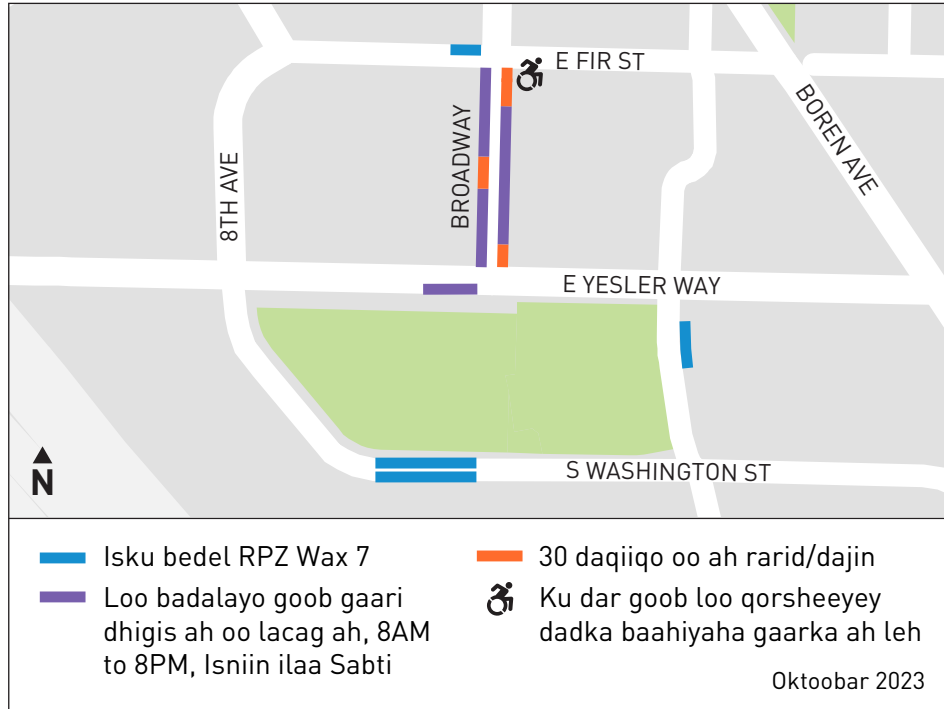 E FIR ST
BOREN AVE
BROADWAY
8TH AVE
E YESLER WAY
N
S WASHINGTON ST
Isku bedel RPZ Wax 7
Loo badalayo goob gaari
dhigis ah oo lacag ah, 8AM
to 8PM, Isniin ilaa Sabti
30 daqiiqo oo ah rarid/dajin
Ku dar goob loo qorsheeyey
dadka baahiyaha gaarka ah leh
Oktoobar 2023